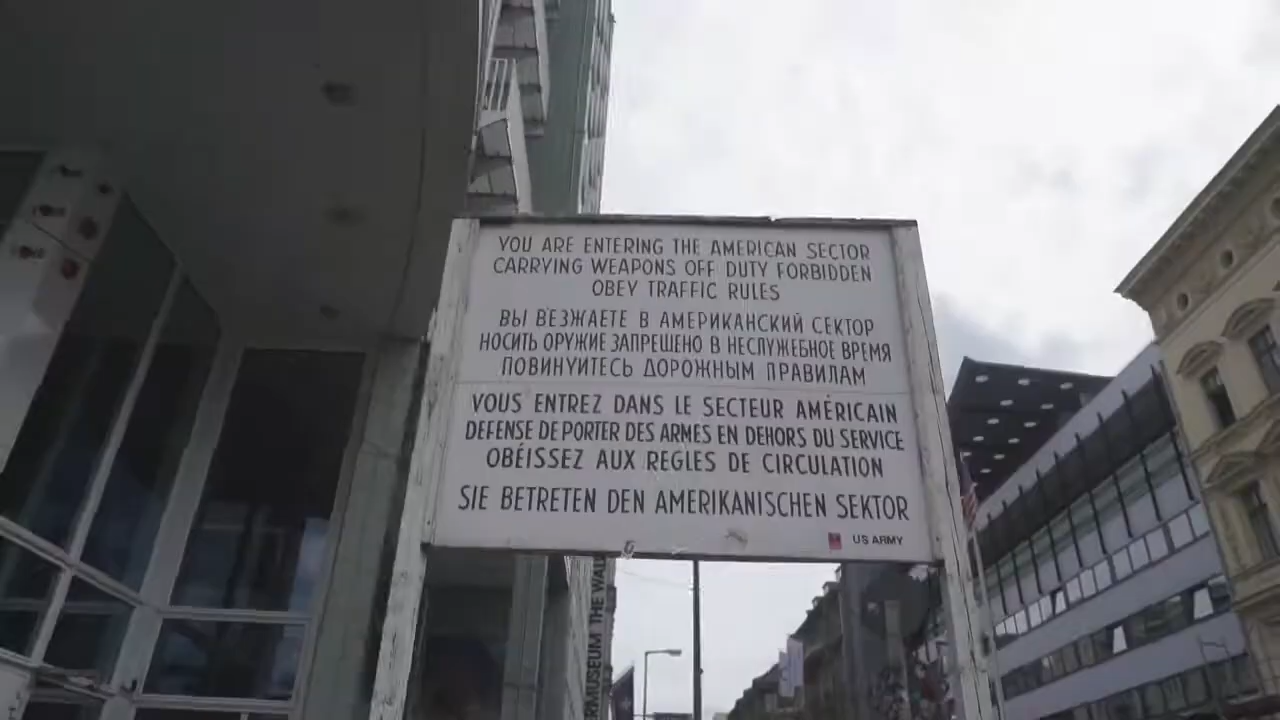 YOU ARE ENTERING THE AMERICAN SECTOR
CARRYING WEAPONS OFF DUTY FORBIDDEN
OBEY TRAFFIC RULES
ВЫ ВЪЕЗЖАЕТЕ В АМЕРИКАНСКИЙ СЕКТОР
НОСИТЬ ОРУЖИЕ ЗАПРЕЩЕНО В НЕСЛУЖЕБНОЕ ВРЕМЯ
ПОВИНУИТЕСЬ ДОРОЖНЫМ ПРАВИЛАМ
VOUS ENTREZ DANS LE SECTEUR AMÉRICAIN
DEFENSE DE PORTER DES ARMES EN DEHORS DU SERVICE
OBÉISSEZ AUX REGLES DE CIRCULATION
SIE BETRETEN DEN AMERIKANISCHEN SEKTOR
US ARMY
THE WALL